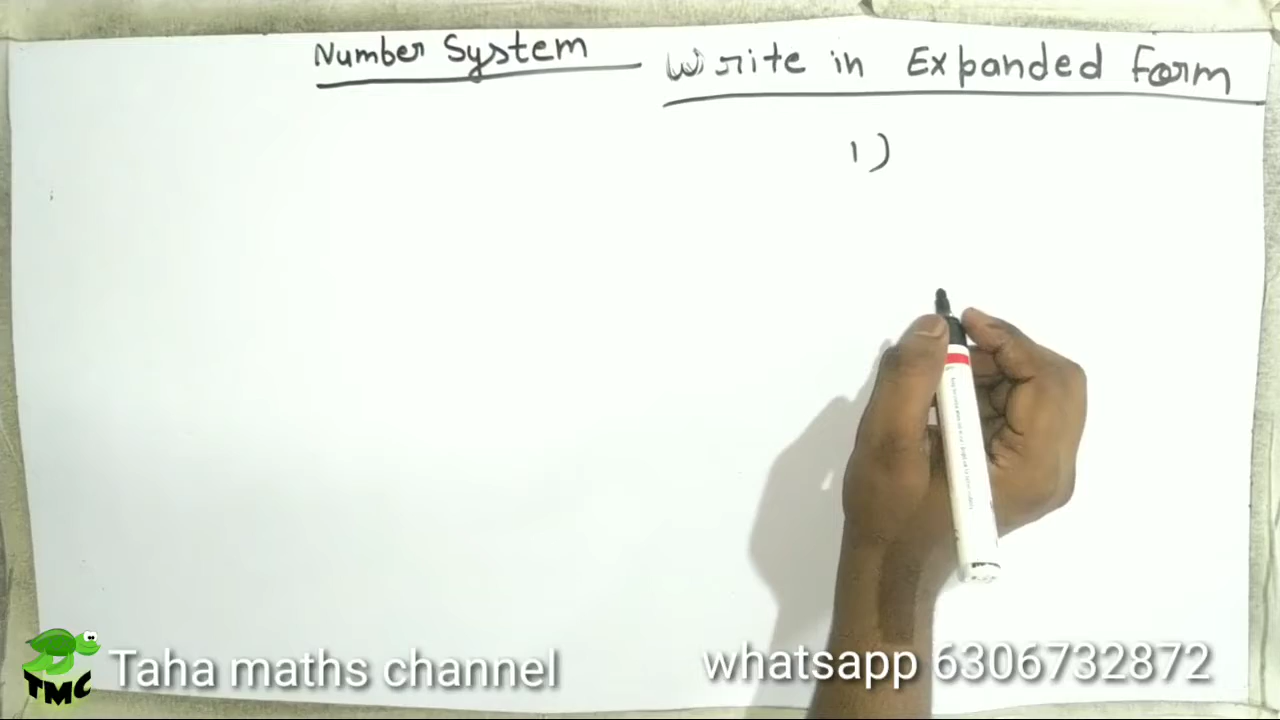 Number System
Write in Expanded Form
1)
TMC
Taha maths channel
whatsapp 6306732872